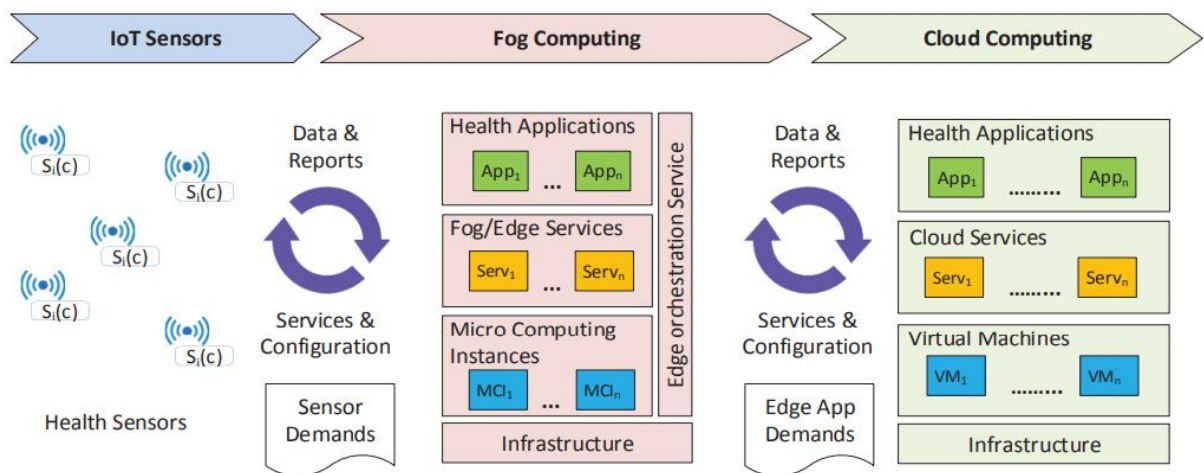 IoT Sensors
Fog Computing
Cloud Computing
Sᵢ(c)
Sᵢ(c)
Sᵢ(c)
Sᵢ(c)
Sᵢ(c)
Health Sensors
Data &
Reports
Services &
Configuration
Sensor
Demands
Health Applications
App₁ ... Appₙ
Fog/Edge Services
Serv₁ ... Servₙ
Micro Computing
Instances
MCI₁ ... MCIₙ
Edge orchestration Service
Infrastructure
Data &
Reports
Services &
Configuration
Edge App
Demands
Health Applications
App₁ ......... Appₙ
Cloud Services
Serv₁ ......... Servₙ
Virtual Machines
VM₁ ......... VMₙ
Infrastructure